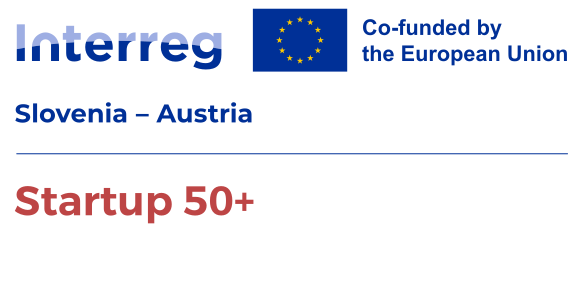 Interreg
Co-funded by
the European Union
Slovenia – Austria
Startup 50+